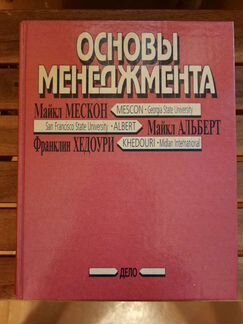 ОСНОВЫ
МЕНЕДЖМЕНТА
Майкл МЕСКОН MESCON • Georgia State University
San Francisco State University • ALBERT Майкл АЛЬБЕРТ
Франклин ХЕДОУРИ KHEDOURI • Midlan International
ДЕЛО